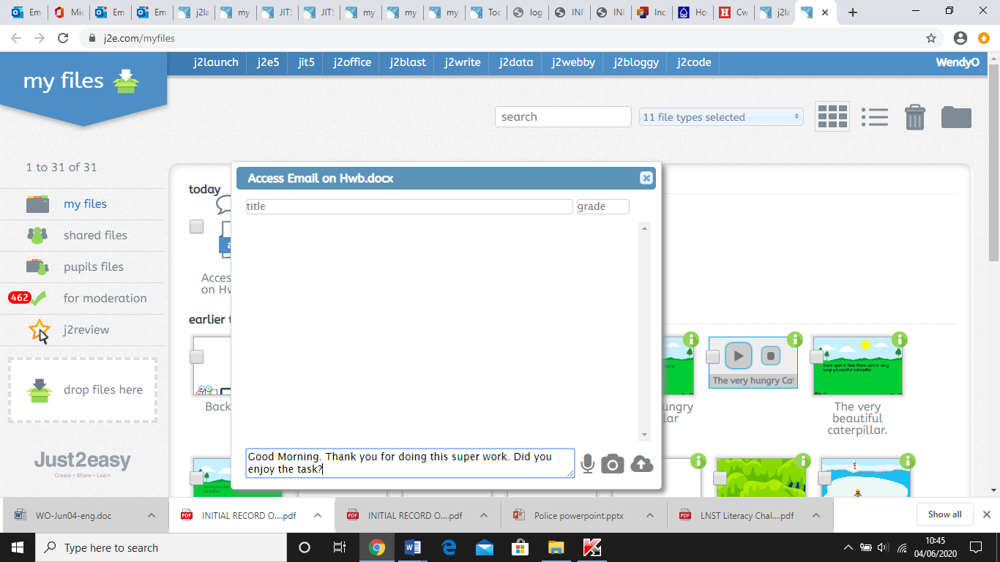 Em
Mic
Em
Em
j2la
my
JIT5
JIT5
my
my
my
Too
log
INI
INI
Inc
Ho
Cw
j2la
j2e.com/myfiles
my files
j2launch
j2e5
jit5
j2office
j2blast
j2write
j2data
j2webby
j2bloggy
j2code
WendyO
search
11 file types selected
1 to 31 of 31
my files
shared files
pupils files
462
for moderation
j2review
drop files here
Just2easy
Create • Share • Learn
today
Acces
on Hw
earlier t
Back
Access Email on Hwb.docx
title
grade
Good Morning. Thank you for doing this super work. Did you
enjoy the task?
ungry
lar
The very hungry Cat
Once upon a time there was a very
hungry beautiful caterpillar
The very
beautiful
caterpillar.
WO-Jun04-eng.doc
INITIAL RECORD O....pdf
INITIAL RECORD O....pdf
Police powerpoint.pptx
LNST Literacy Chal....pdf
Show all
Type here to search
10:45
04/06/2020